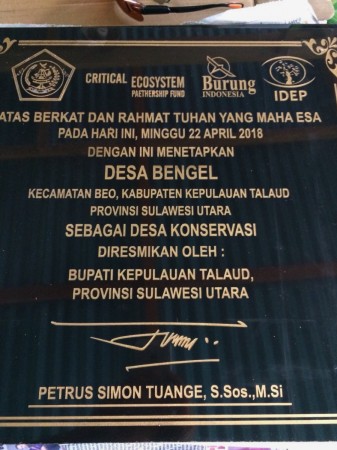 CRITICAL ECOSYSTEM
PAETHERSHIP FUND
Burung
INDONESIA
IDEP
ATAS BERKAT DAN RAHMAT TUHAN YANG MAHA ESA
PADA HARI INI, MINGGU 22 APRIL 2018
DENGAN INI MENETAPKAN
DESA BENGEL
KECAMATAN BEO, KABUPATEN KEPULAUAN TALAUD
PROVINSI SULAWESI UTARA
SEBAGAI DESA KONSERVASI
DIRESMIKAN OLEH :
BUPATI KEPULAUAN TALAUD,
PROVINSI SULAWESI UTARA
PETRUS SIMON TUANGE, S.Sos.,M.Si